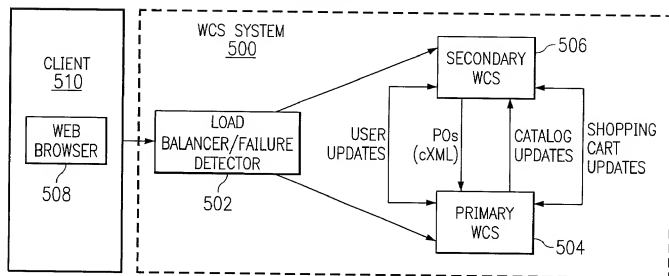 CLIENT
510
WEB
BROWSER
508
WCS SYSTEM
500
LOAD
BALANCER/FAILURE
DETECTOR
502
SECONDARY
WCS
506
USER
UPDATES
POs
(cXML)
CATALOG
UPDATES
SHOPPING
CART
UPDATES
PRIMARY
WCS
504